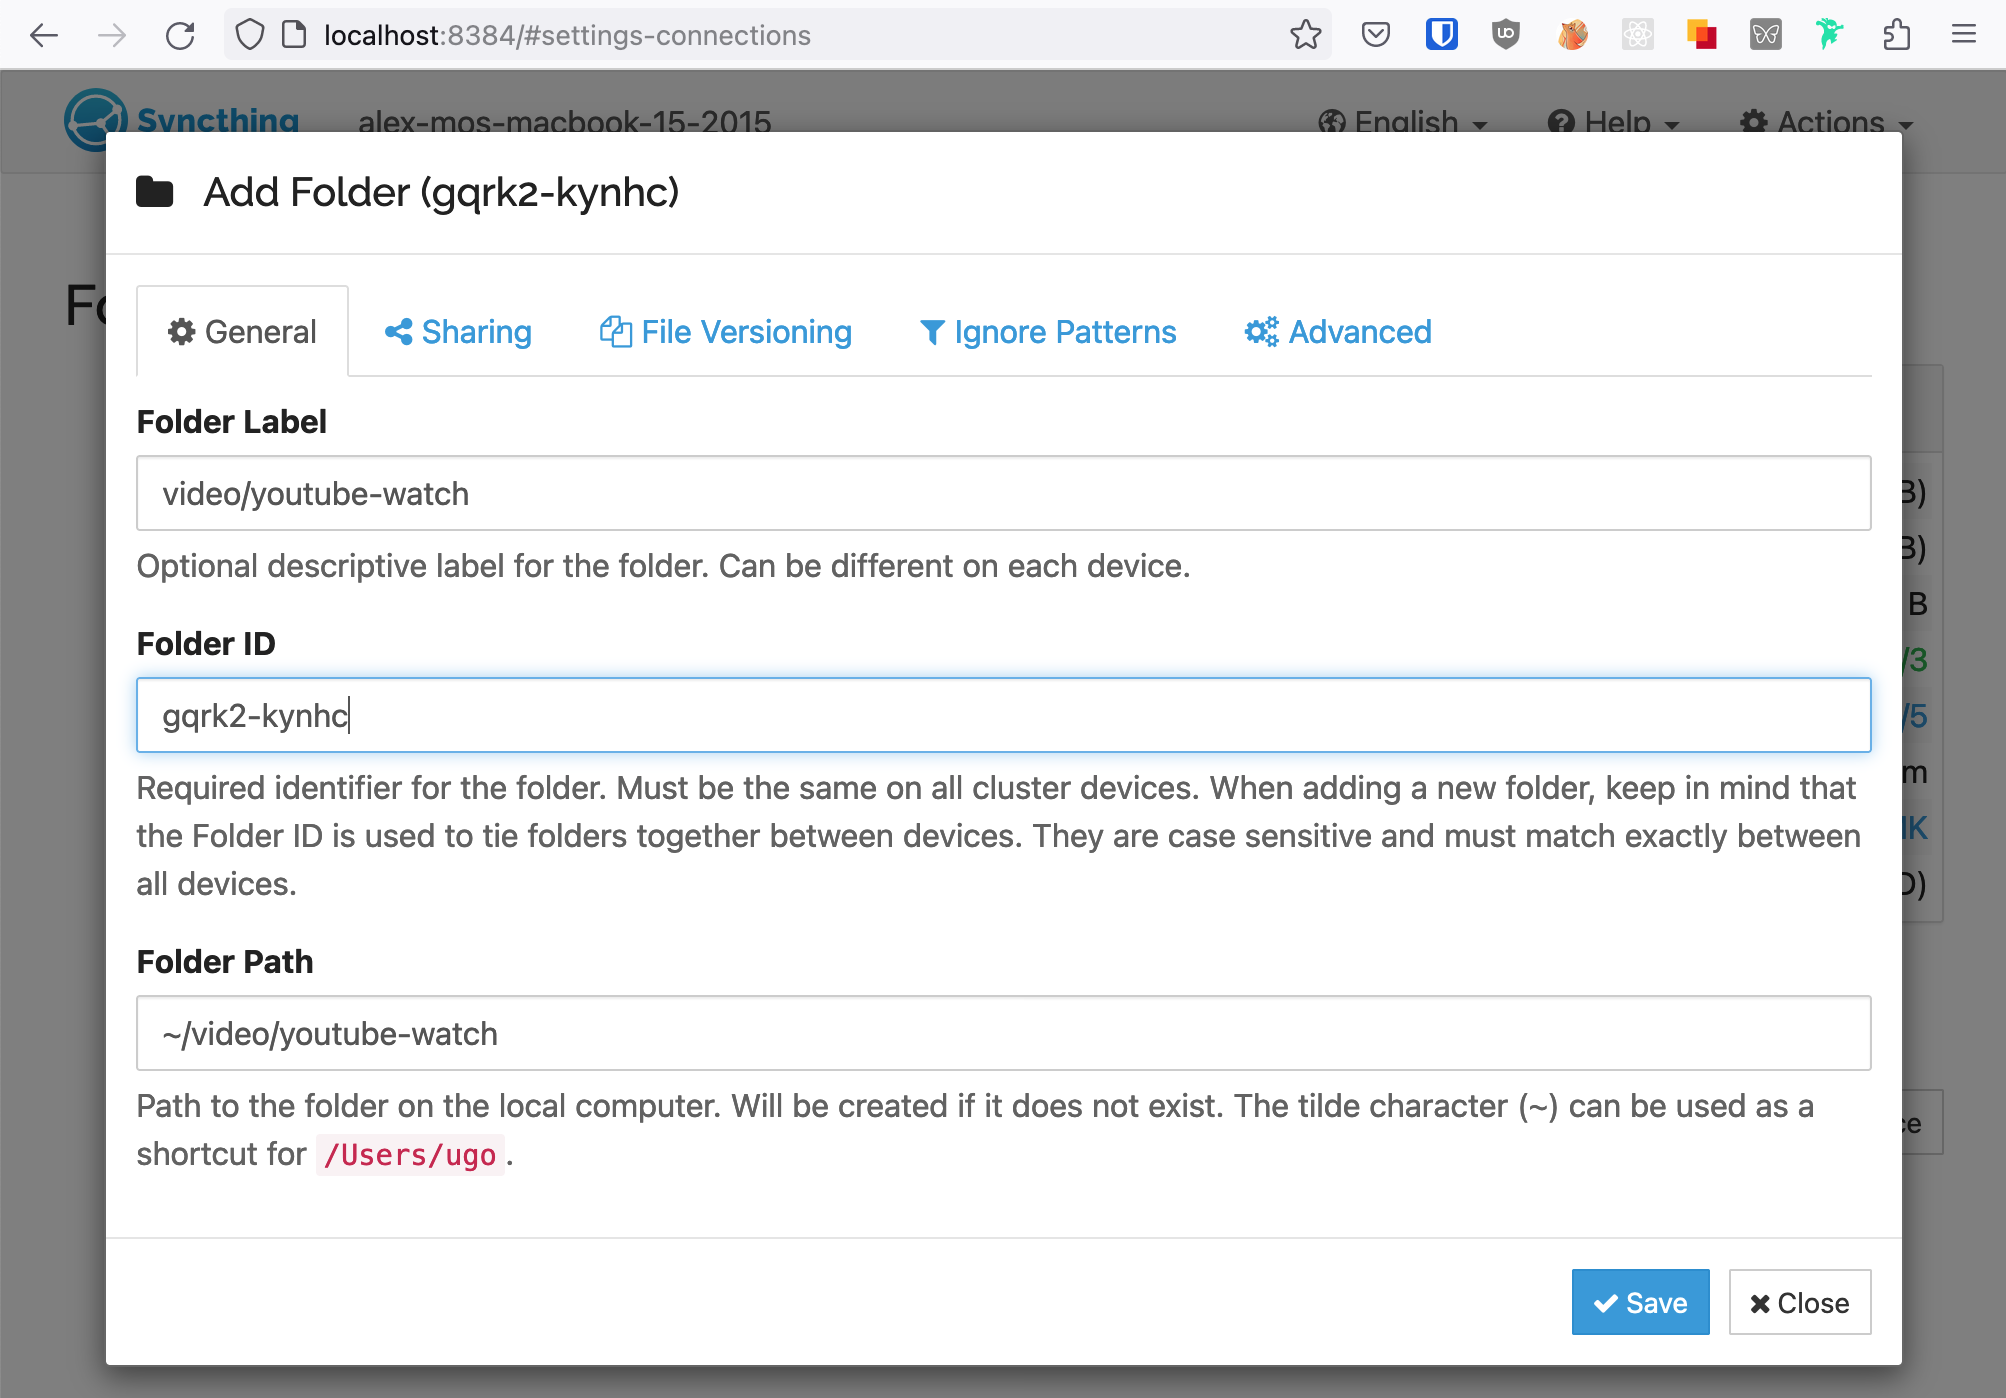 localhost:8384/#settings-connections
Syncthing alex-mos-macbook-15-2015 English Help Actions
Add Folder (gqrk2-kynhc)
General Sharing File Versioning Ignore Patterns Advanced
Folder Label
video/youtube-watch
Optional descriptive label for the folder. Can be different on each device.
Folder ID
gqrk2-kynhc
Required identifier for the folder. Must be the same on all cluster devices. When adding a new folder, keep in mind that
the Folder ID is used to tie folders together between devices. They are case sensitive and must match exactly between
all devices.
Folder Path
~/video/youtube-watch
Path to the folder on the local computer. Will be created if it does not exist. The tilde character (~) can be used as a
shortcut for /Users/ugo.
Save Close